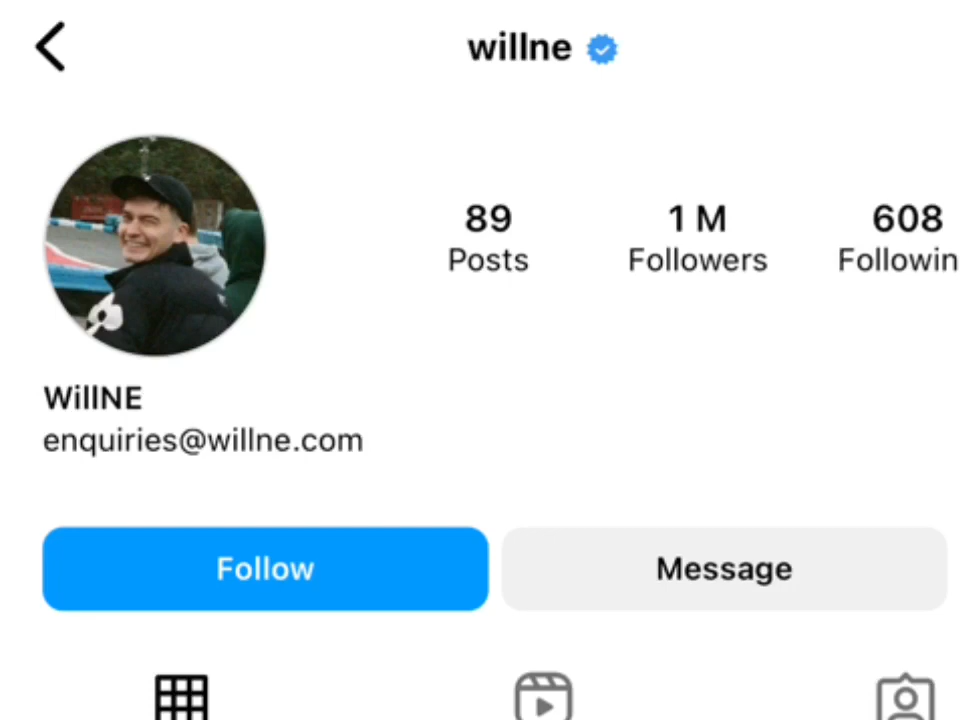 willne
89 1 M 608
Posts Followers Followin
WillNE
enquiries@willne.com
Follow Message